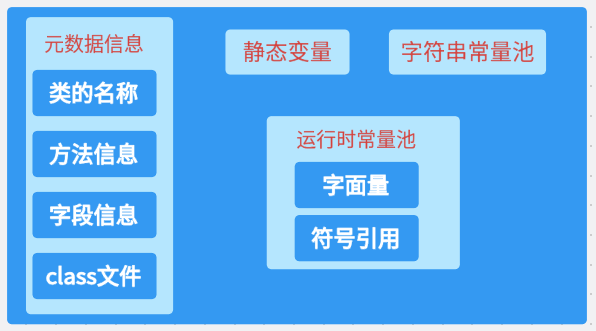 元数据信息
类的名称
方法信息
字段信息
class文件
静态变量
字符串常量池
运行时常量池
字面量
符号引用